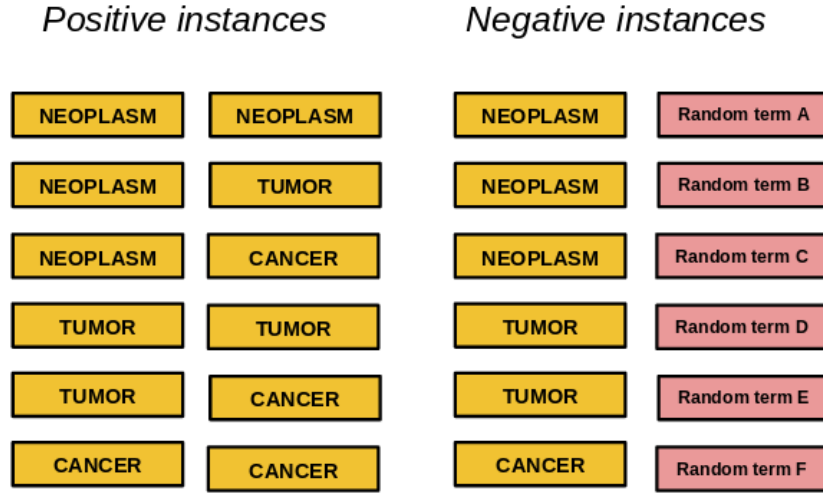 Positive instances Negative instances
NEOPLASM NEOPLASM NEOPLASM Random term A
NEOPLASM TUMOR NEOPLASM Random term B
NEOPLASM CANCER NEOPLASM Random term C
TUMOR TUMOR TUMOR Random term D
TUMOR CANCER TUMOR Random term E
CANCER CANCER CANCER Random term F